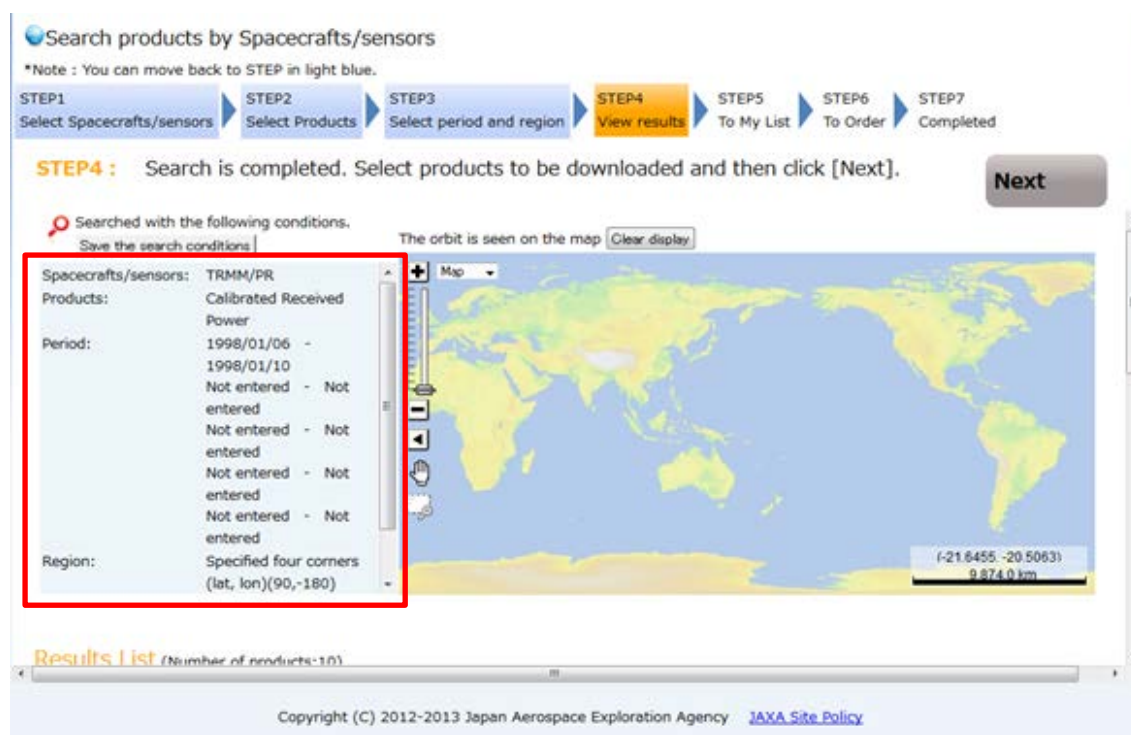 Search products by Spacecrafts/sensors
*Note : You can move back to STEP in light blue.
STEP1
Select Spacecrafts/sensors
STEP2
Select Products
STEP3
Select period and region
STEP4
View results
STEP5
To My List
STEP6
To Order
STEP7
Completed
STEP4 : Search is completed. Select products to be downloaded and then click [Next].
Next
Searched with the following conditions.
Save the search conditions
The orbit is seen on the map Clear display
Spacecrafts/sensors: TRMM/PR
Products: Calibrated Received
Power
Period: 1998/01/06 -
1998/01/10
Not entered - Not
entered
Not entered - Not
entered
Not entered - Not
entered
Not entered - Not
entered
Region: Specified four corners
(lat, lon)(90,-180)
Map
(-21.6455, -20.5063)
9,874.0 km
Results List (Number of products:10)
Copyright (C) 2012-2013 Japan Aerospace Exploration Agency JAXA Site Policy